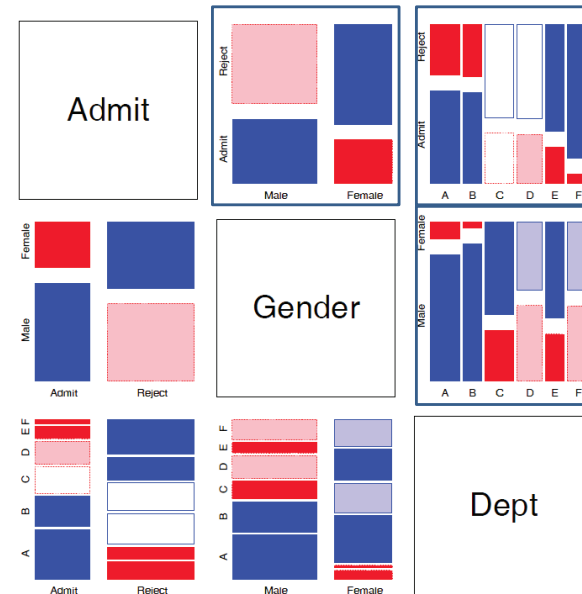 Admit
Reject
Admit
Male Female
Reject
Admit
A B C D E F
Female
Male
Admit Reject
Gender
Female
Male
A B C D E F
F
E
D
C
B
A
Admit Reject
F
E
D
C
B
A
Male Female
Dept